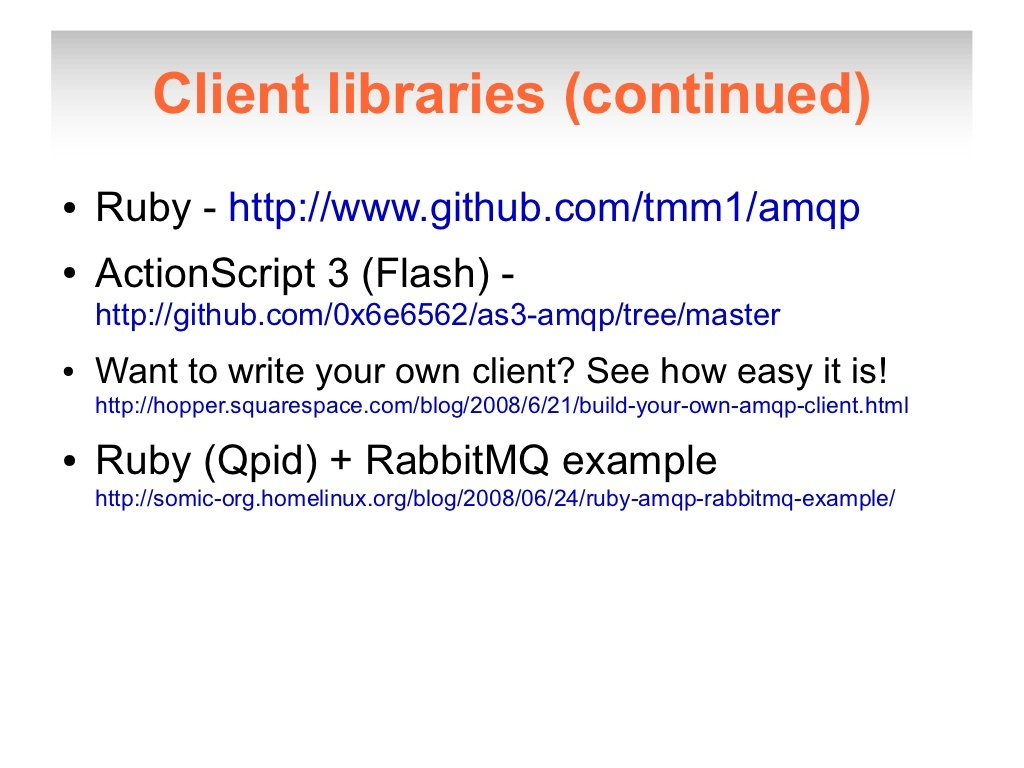 Client libraries (continued)
• Ruby - http://www.github.com/tmm1/amqp
• ActionScript 3 (Flash) -
http://github.com/0x6e6562/as3-amqp/tree/master
• Want to write your own client? See how easy it is!
http://hopper.squarespace.com/blog/2008/6/21/build-your-own-amqp-client.html
• Ruby (Qpid) + RabbitMQ example
http://somic-org.homelinux.org/blog/2008/06/24/ruby-amqp-rabbitmq-example/